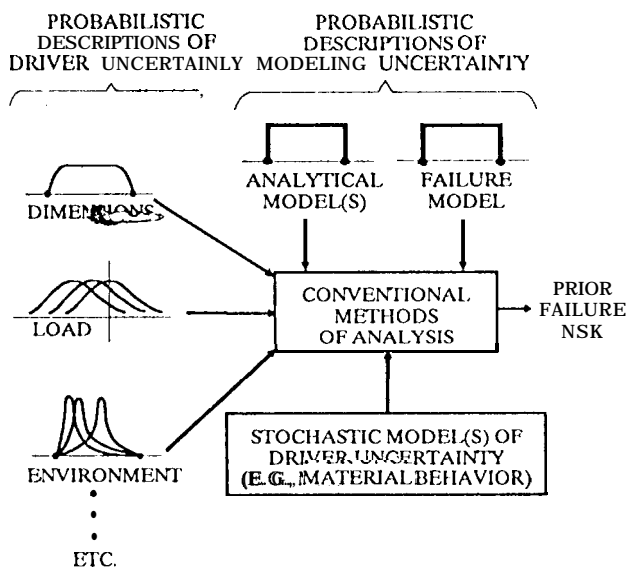 PROBABILISTIC
DESCRIPTIONS OF
DRIVER UNCERTAINLY
PROBABILISTIC
DESCRIPTIONS OF
MODELING UNCERTAINTY
DIMENSIONS
LOAD
ENVIRONMENT
ETC.
ANALYTICAL
MODEL(S)
FAILURE
MODEL
CONVENTIONAL
METHODS
OF ANALYSIS
PRIOR
FAILURE
NSK
STOCHASTIC MODEL(S) OF
DRIVER UNCERTAINTY
(E. G., MATERIAL BEHAVIOR)